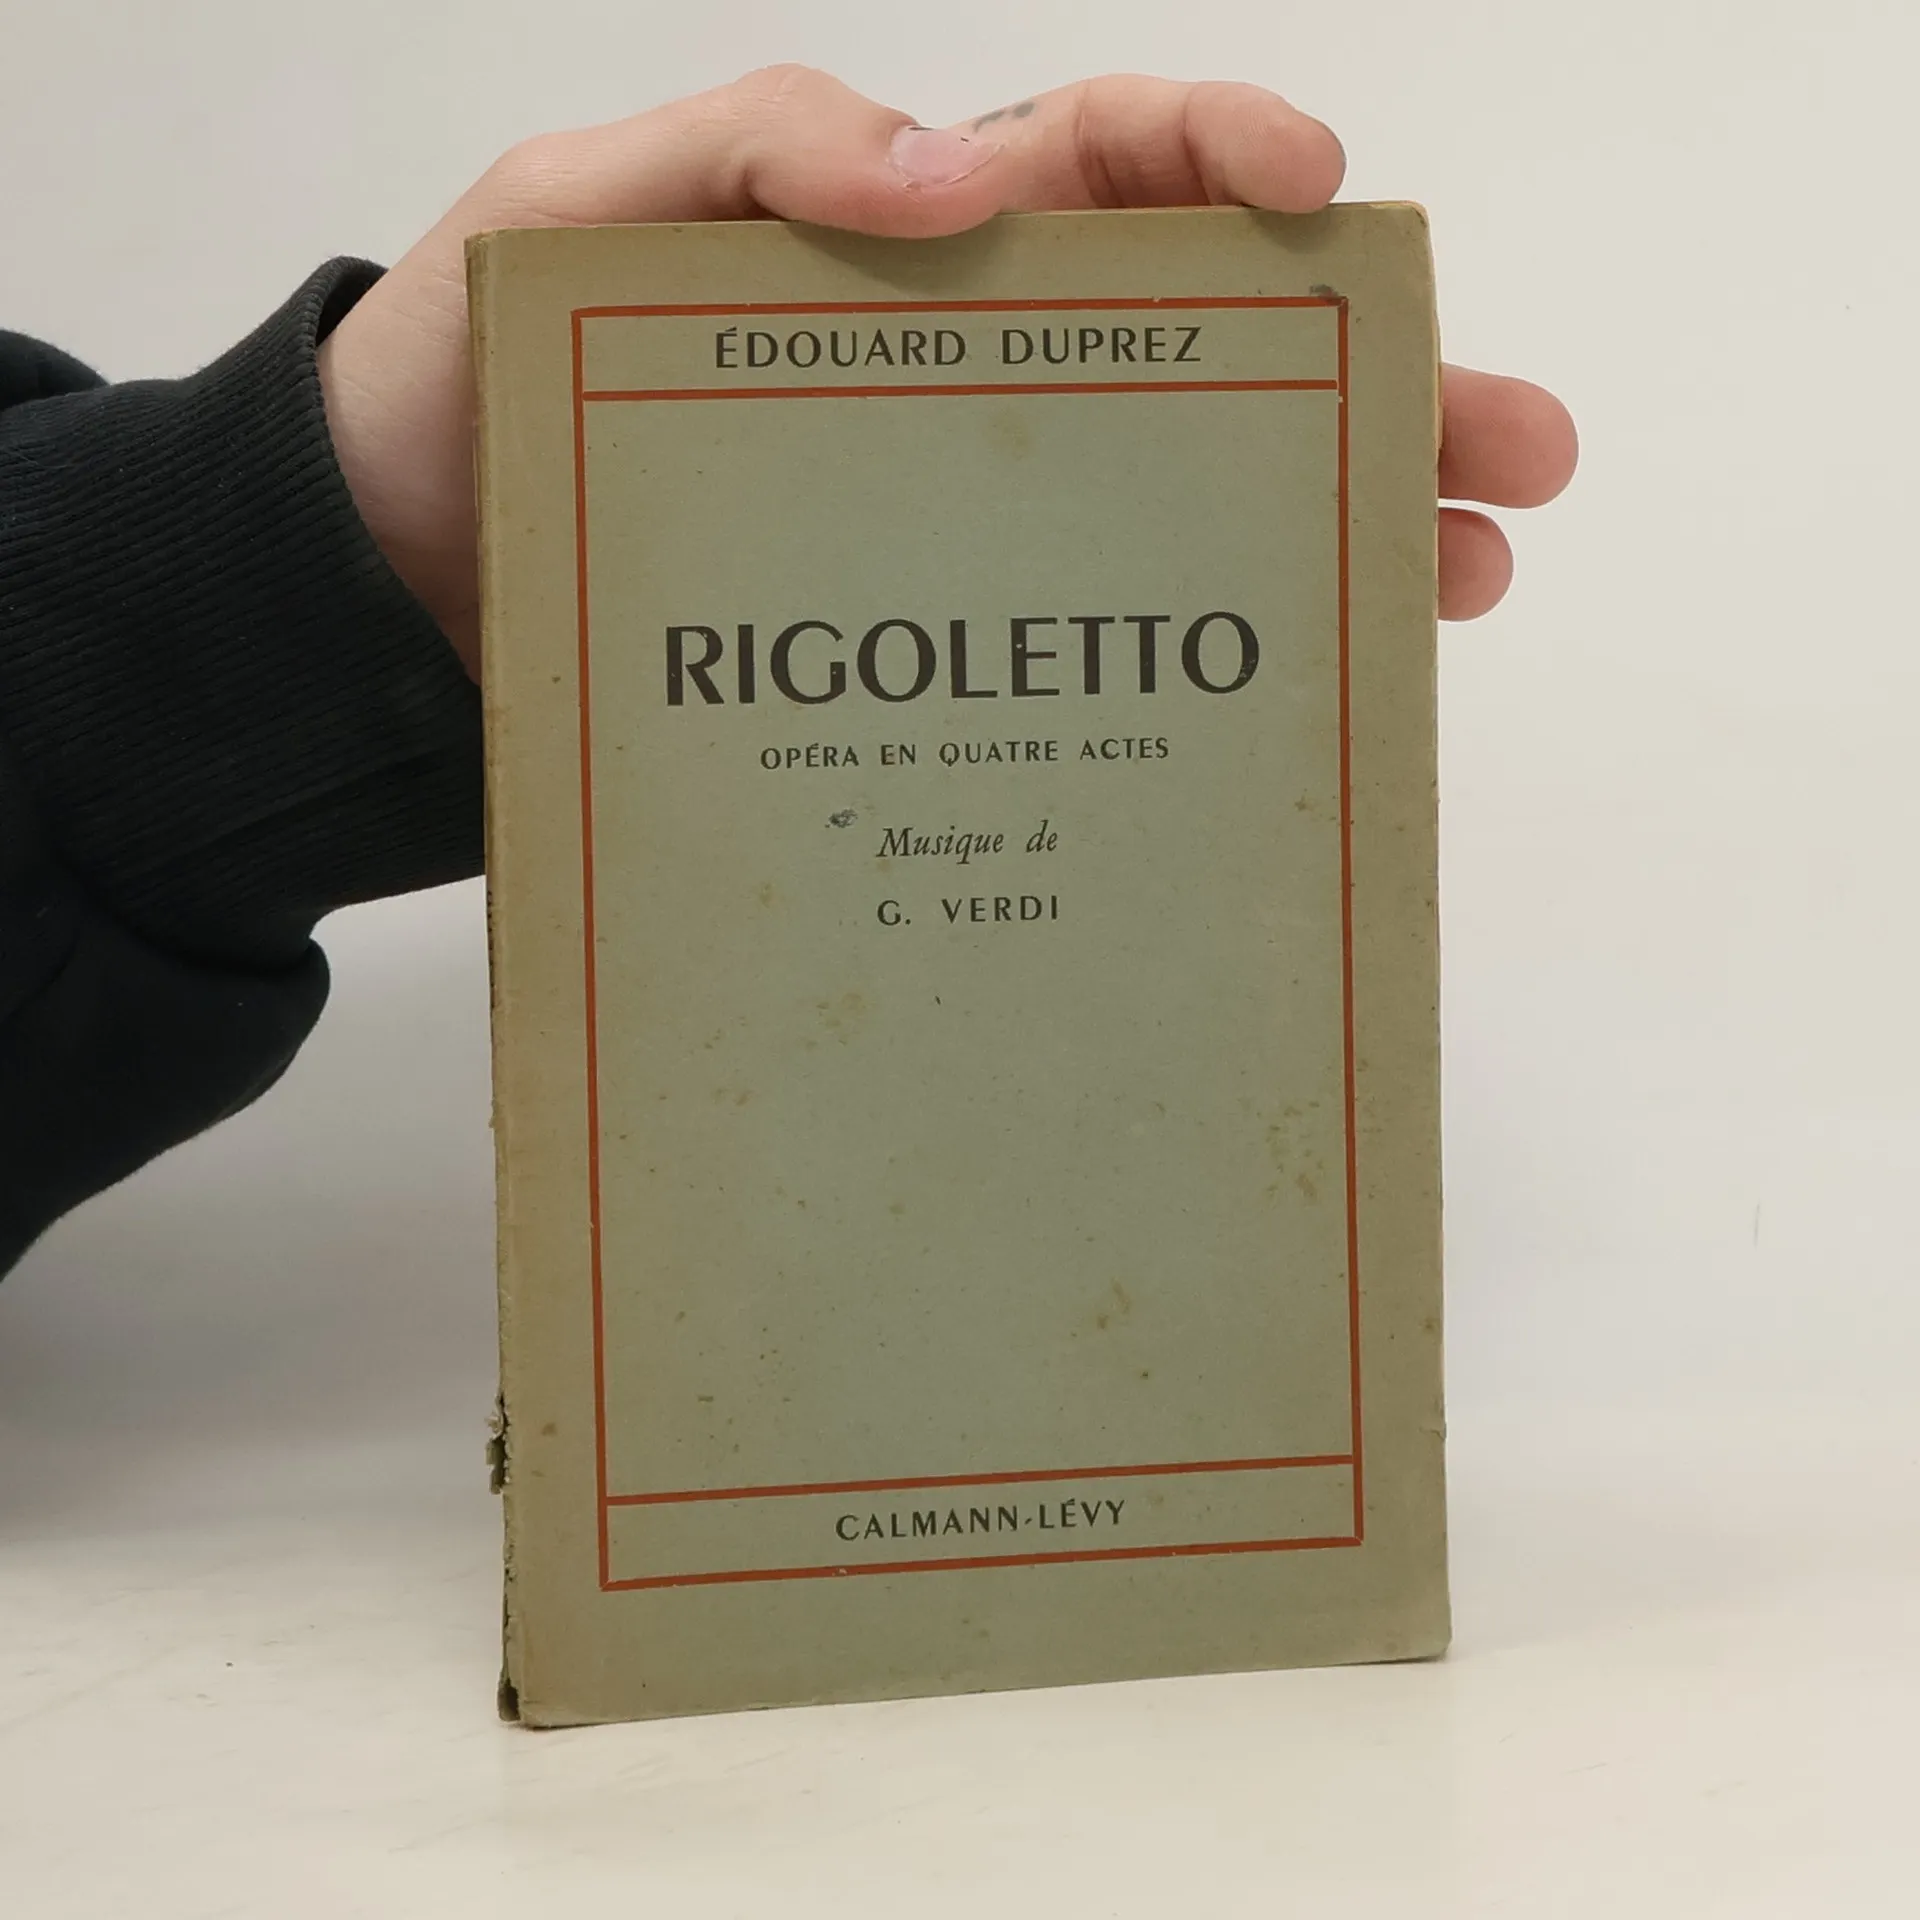 ÉDOUARD DUPREZ
RIGOLETTO
OPÉRA EN QUATRE ACTES
Musique de
G. VERDI
CALMANN-LÉVY